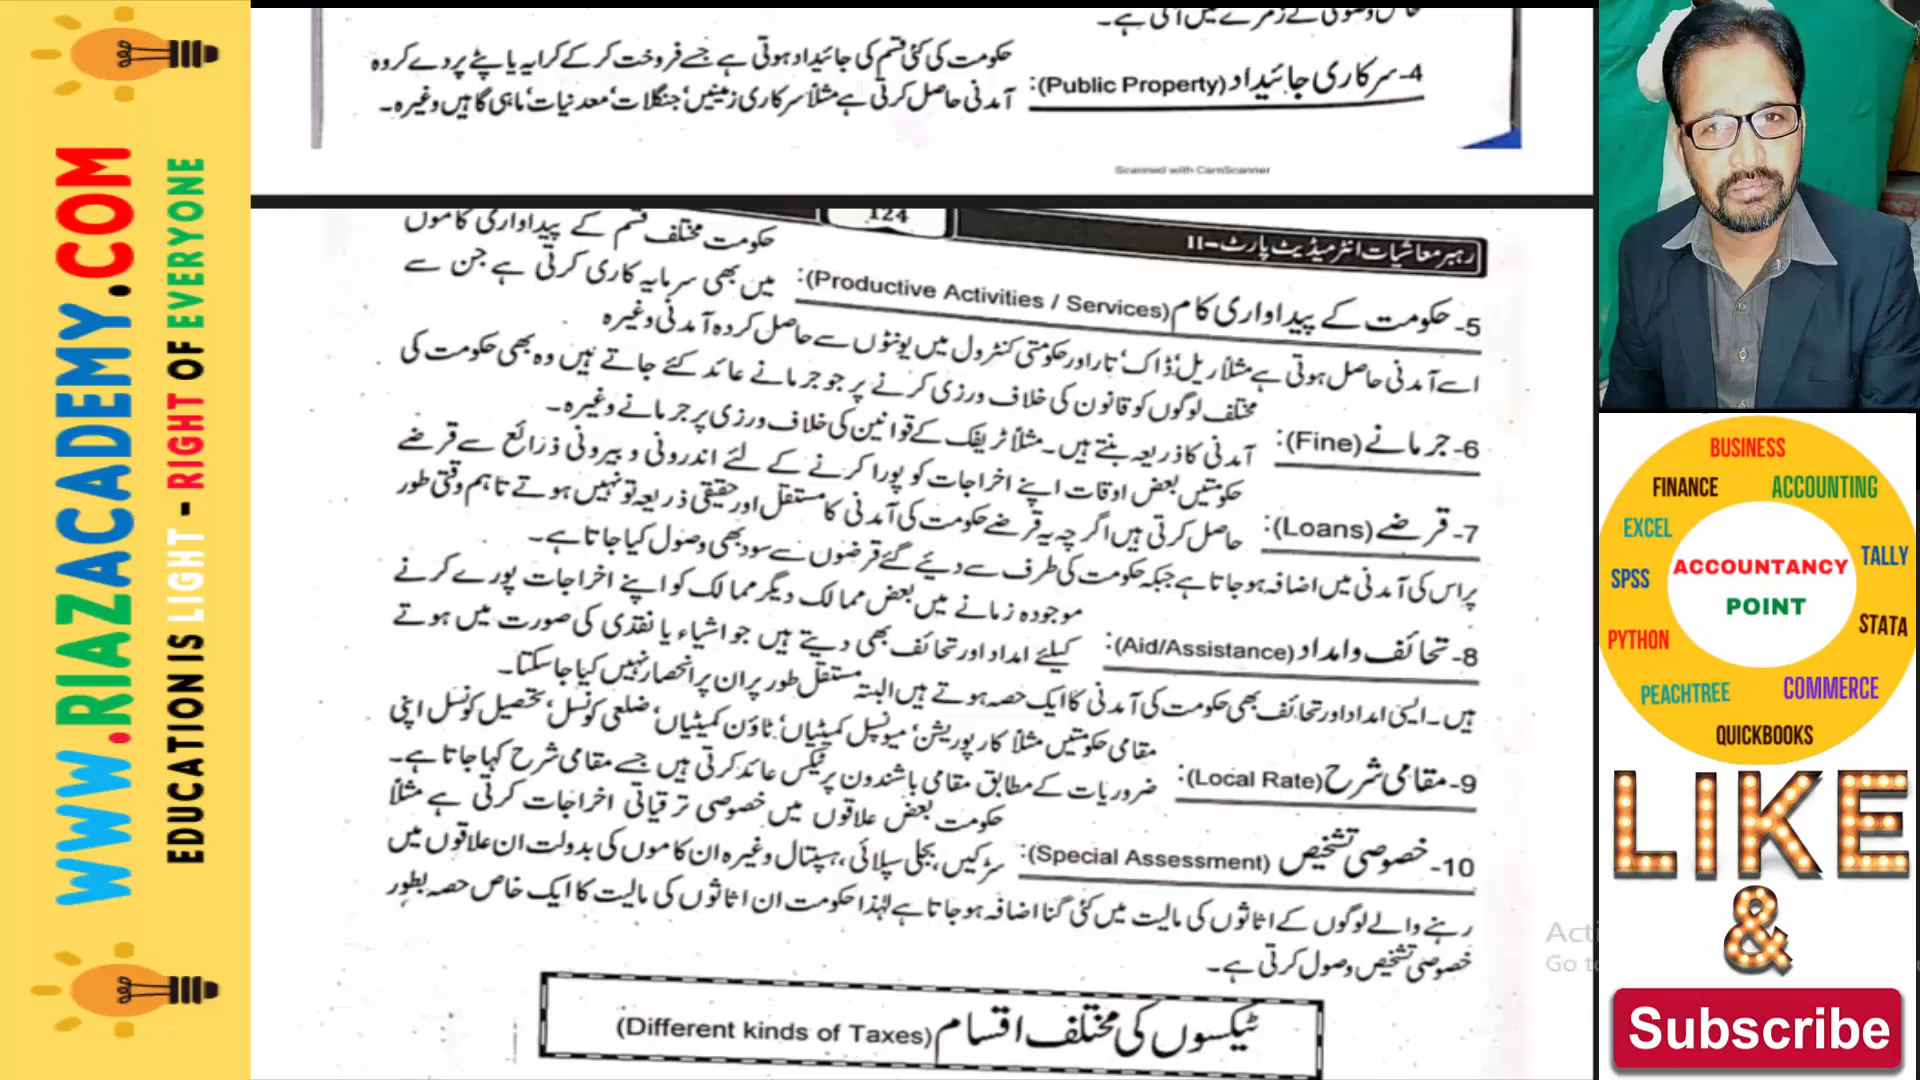 WWW.RIAZACADEMY.COM
EDUCATION IS LIGHT - RIGHT OF EVERYONE
4- سرکاری جائیداد (Public Property): حکومت کی کئی قسم کی جائیداد ہوتی ہے جسے فروخت کر کے کرایہ یا پٹے پر دے کر وہ
آمدنی حاصل کرتی ہے مثلاً سرکاری زمینیں، جنگلات، معدنیات، ماہی گاہیں وغیرہ۔
Scanned with CamScanner
124
رہبر معاشیات انٹرمیڈیٹ پارٹ-II
5- حکومت کے پیداواری کام (Productive Activities / Services): حکومت مختلف قسم کے پیداواری کاموں
میں بھی سرمایہ کاری کرتی ہے جن سے
اسے آمدنی حاصل ہوتی ہے مثلاً ریل، ڈاک، تار اور حکومتی کنٹرول میں یونٹوں سے حاصل کردہ آمدنی وغیرہ
6- جرمانے (Fine): مختلف لوگوں کو قانون کی خلاف ورزی کرنے پر جو جرمانے عائد کئے جاتے ہیں وہ بھی حکومت کی
آمدنی کا ذریعہ بنتے ہیں۔ مثلاً ٹریفک کے قوانین کی خلاف ورزی پر جرمانے وغیرہ۔
7- قرضے (Loans): حکومتیں بعض اوقات اپنے اخراجات کو پورا کرنے کے لئے اندرونی و بیرونی ذرائع سے قرضے
حاصل کرتی ہیں اگر چہ یہ قرضے حکومت کی آمدنی کا مستقل اور حقیقی ذریعہ تو نہیں ہوتے تاہم وقتی طور
پر اس کی آمدنی میں اضافہ ہو جاتا ہے جبکہ حکومت کی طرف سے دیئے گئے قرضوں سے سود بھی وصول کیا جاتا ہے۔
8- تحائف و امداد (Aid/Assistance): موجودہ زمانے میں بعض ممالک دیگر ممالک کو اپنے اخراجات پورے کرنے
کیلئے امداد اور تحائف بھی دیتے ہیں جو اشیاء یا نقدی کی صورت میں ہوتے
ہیں۔ ایسی امداد اور تحائف بھی حکومت کی آمدنی کا ایک حصہ ہوتے ہیں البتہ مستقل طور پر ان پر انحصار نہیں کیا جا سکتا۔
9- مقامی شرح (Local Rate): مقامی حکومتیں مثلاً کارپوریشن، میونسپل کمیٹیاں، ٹاؤن کمیٹیاں، ضلعی کونسل، تحصیل کونسل اپنی
ضروریات کے مطابق مقامی باشندوں پر ٹیکس عائد کرتی ہیں جسے مقامی شرح کہا جاتا ہے۔
10- خصوصی تشخیص (Special Assessment): حکومت بعض علاقوں میں خصوصی ترقیاتی اخراجات کرتی ہے مثلاً
سڑکیں، بجلی سپلائی، ہسپتال وغیرہ ان کاموں کی بدولت ان علاقوں میں
رہنے والے لوگوں کے اثاثوں کی مالیت میں کئی گنا اضافہ ہو جاتا ہے لہٰذا حکومت ان اثاثوں کی مالیت کا ایک خاص حصہ بطور
خصوصی تشخیص وصول کرتی ہے۔
ٹیکسوں کی مختلف اقسام (Different kinds of Taxes)
BUSINESS
FINANCE
ACCOUNTING
EXCEL
TALLY
SPSS
ACCOUNTANCY
POINT
PYTHON
STATA
PEACHTREE
COMMERCE
QUICKBOOKS
LIKE
&
Subscribe